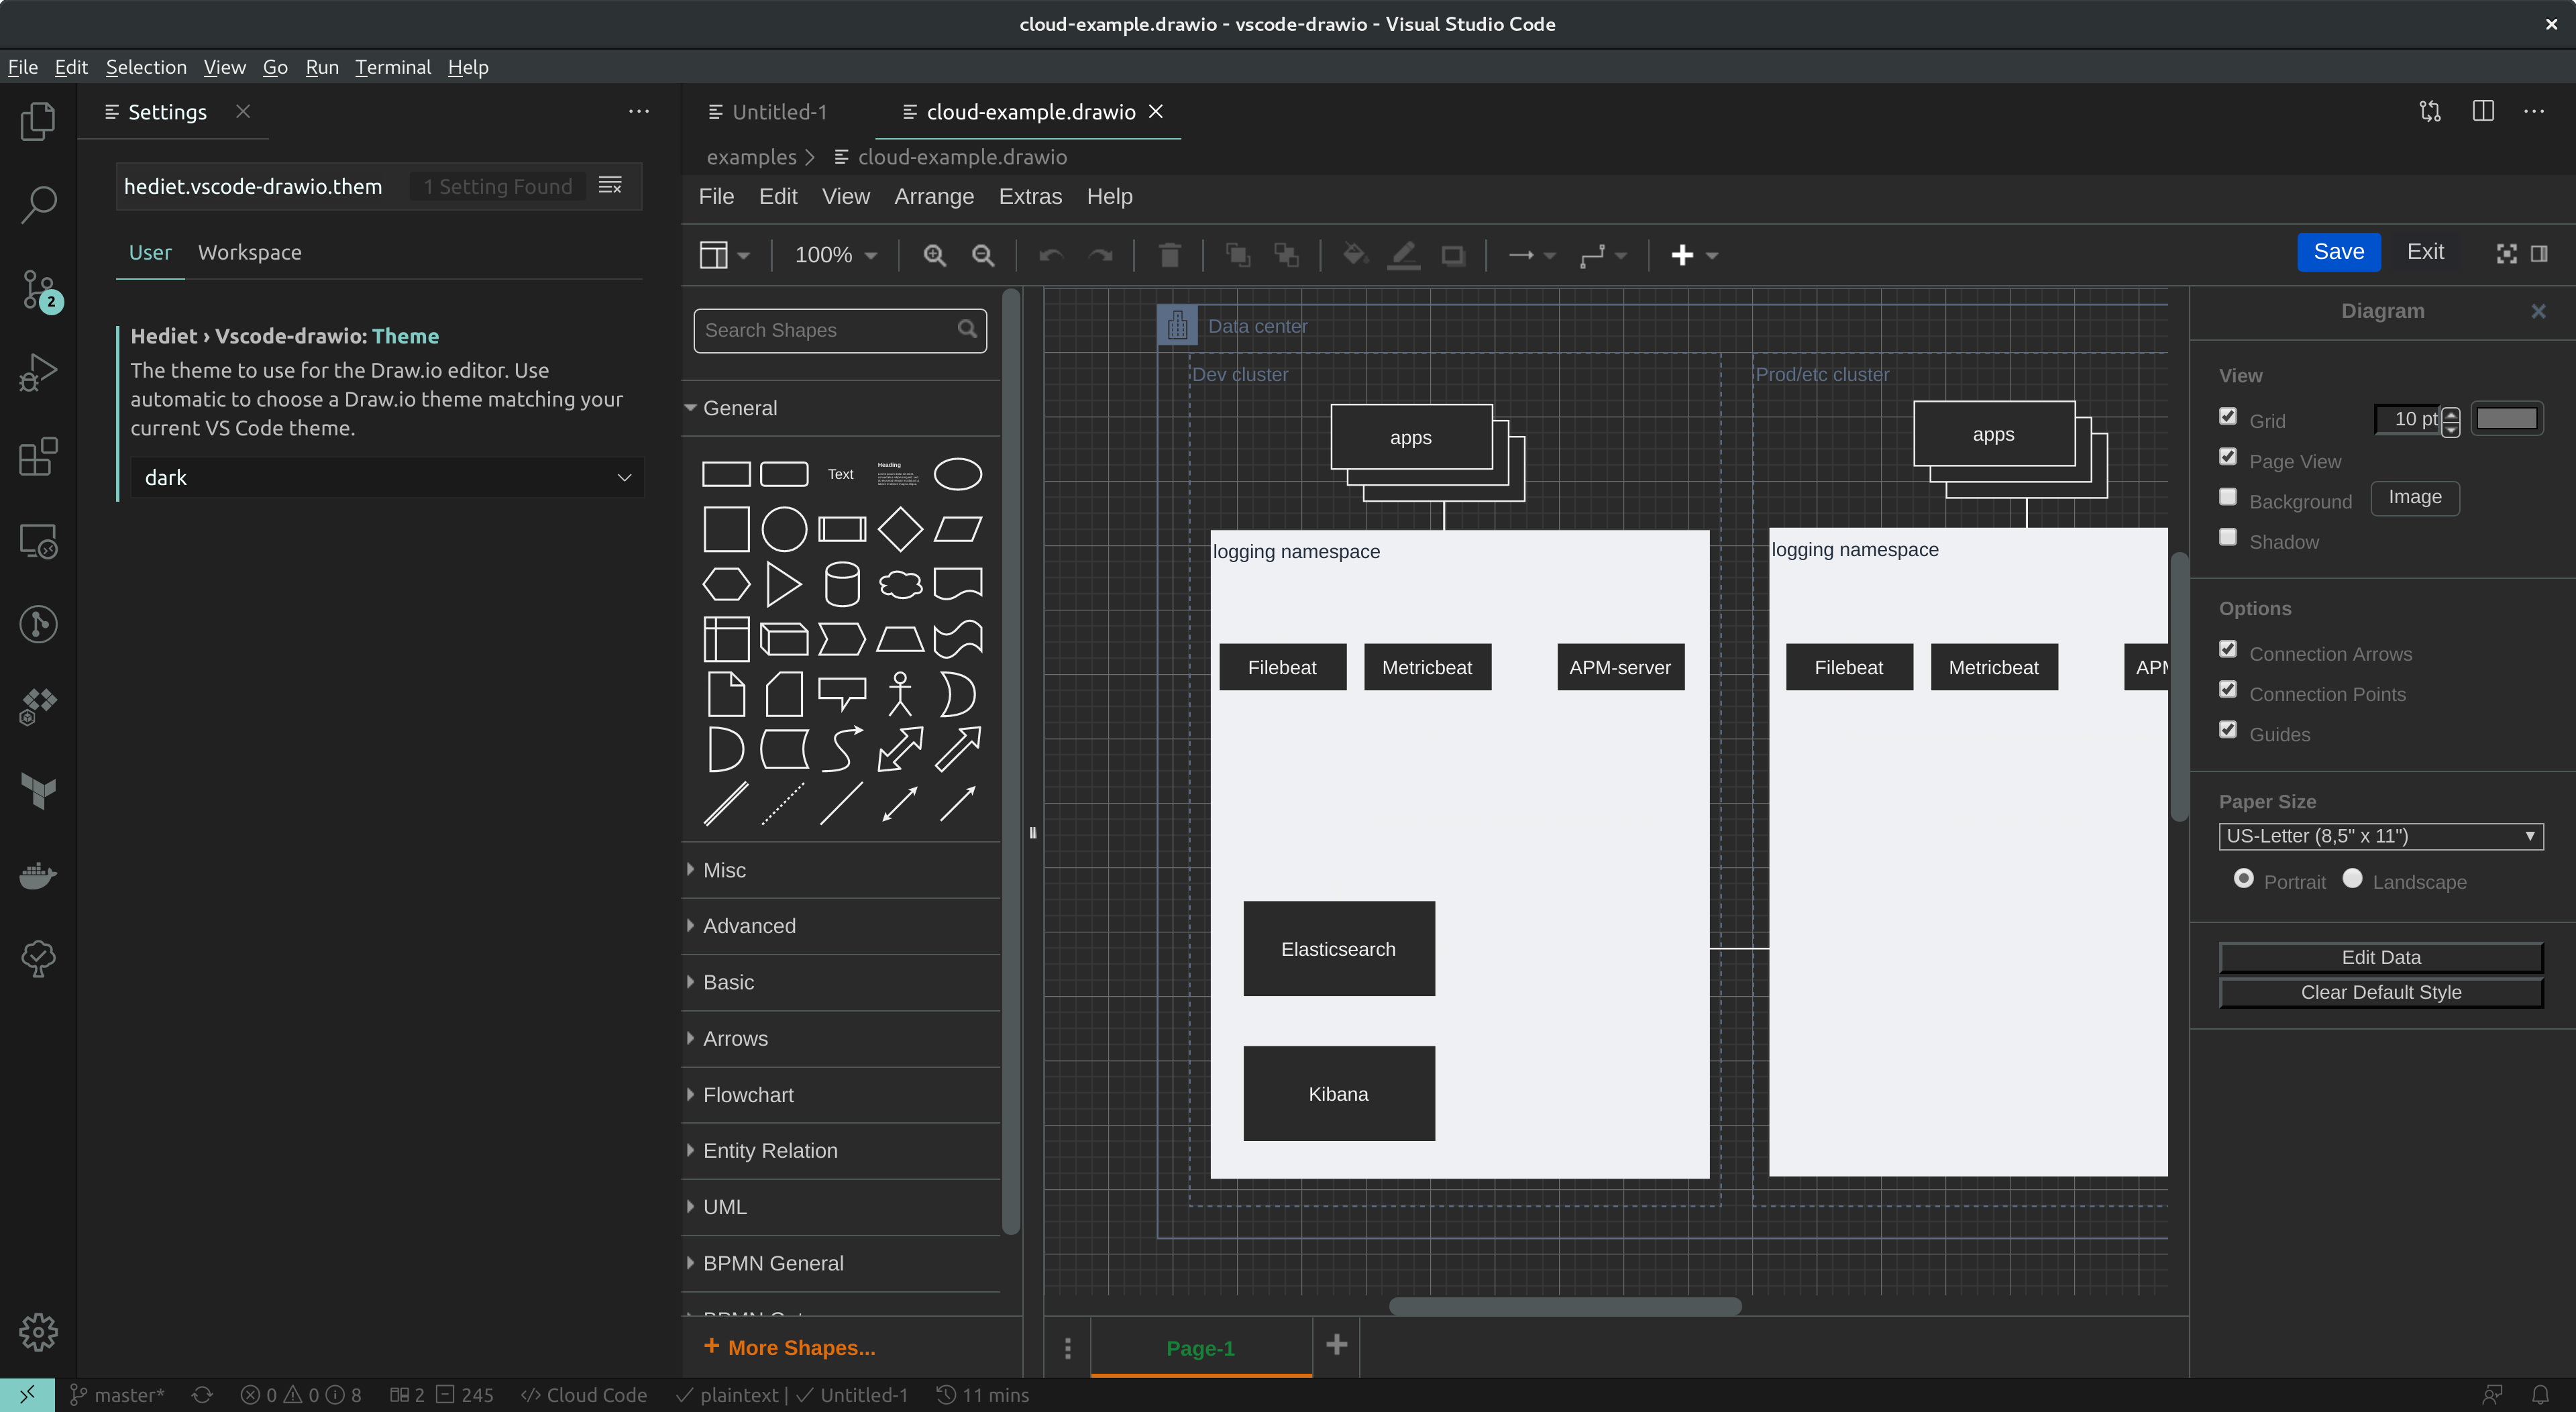 cloud-example.drawio - vscode-drawio - Visual Studio Code
File Edit Selection View Go Run Terminal Help
Settings
Untitled-1
cloud-example.drawio
examples
cloud-example.drawio
hediet.vscode-drawio.them
1 Setting Found
User Workspace
2
Hediet › Vscode-drawio: Theme
The theme to use for the Draw.io editor. Use
automatic to choose a Draw.io theme matching your
current VS Code theme.
dark
File Edit View Arrange Extras Help
100%
Save
Exit
Search Shapes
General
Text
Heading
Misc
Advanced
Basic
Arrows
Flowchart
Entity Relation
UML
BPMN General
+ More Shapes...
Data center
Dev cluster
Prod/etc cluster
apps
apps
logging namespace
logging namespace
Filebeat
Metricbeat
APM-server
Filebeat
Metricbeat
APM
Elasticsearch
Kibana
Page-1
Diagram
View
Grid
10 pt
Page View
Background
Image
Shadow
Options
Connection Arrows
Connection Points
Guides
Paper Size
US-Letter (8,5" x 11")
Portrait
Landscape
Edit Data
Clear Default Style
master* 0 0 8 2 245 Cloud Code plaintext | Untitled-1 11 mins